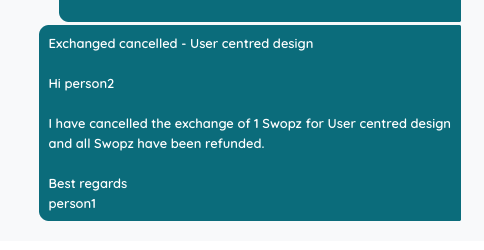 Exchanged cancelled - User centred design
Hi person2
I have cancelled the exchange of 1 Swopz for User centred design
and all Swopz have been refunded.
Best regards
person1